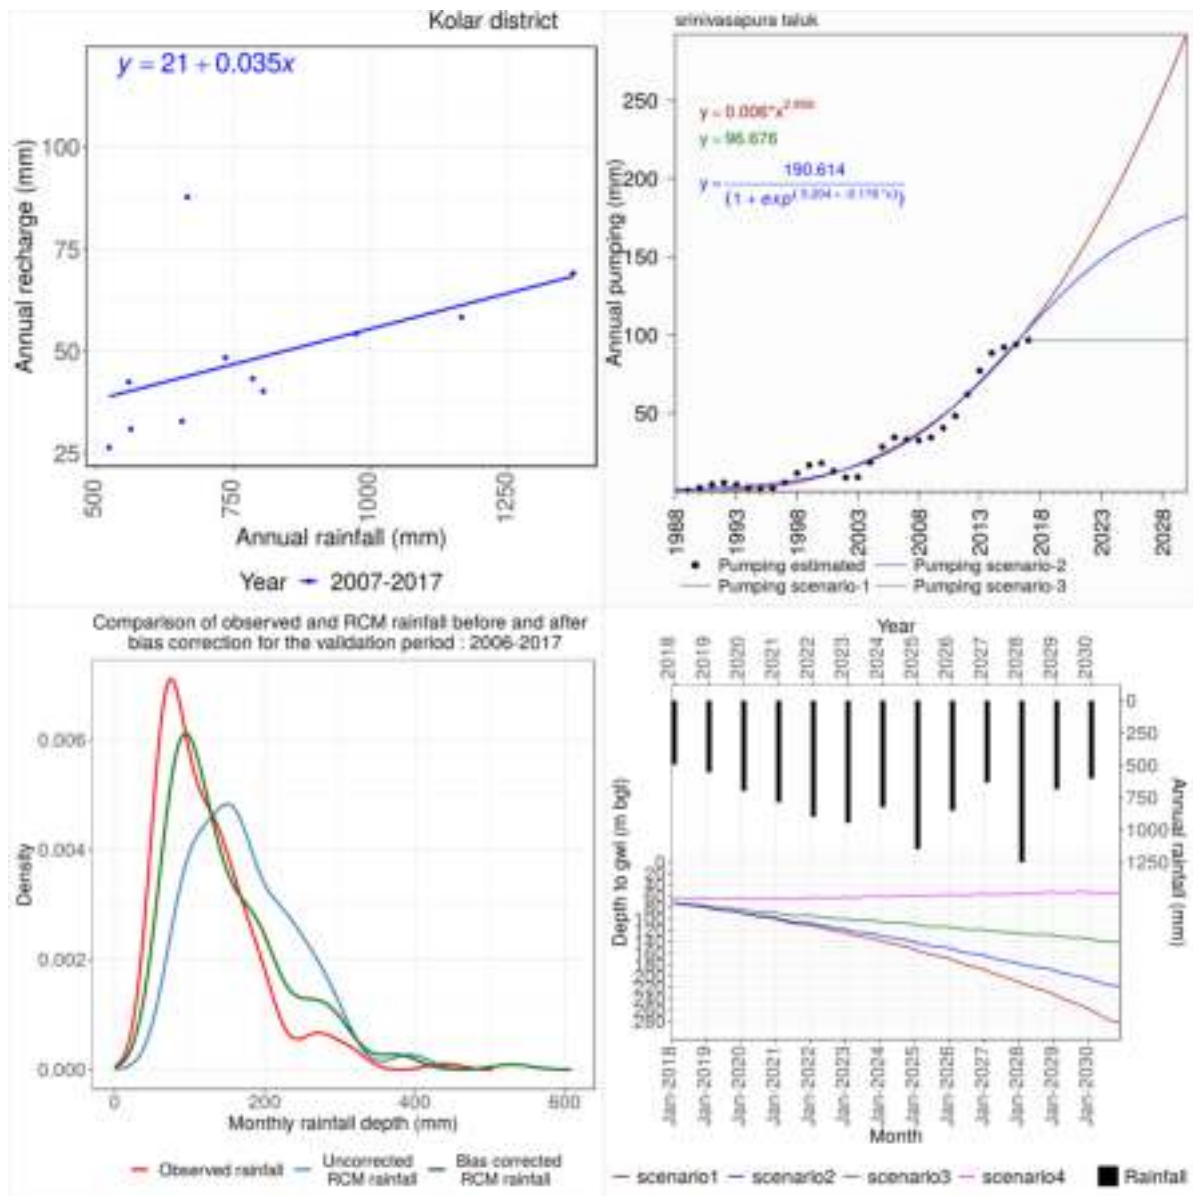 Kolar district
y = 21 + 0.035x
Annual recharge (mm)
100
75
50
25
500
750
1000
1250
Annual rainfall (mm)
Year 2007-2017
srinivasapura taluk
y = 96.676
190.614
Annual pumping (mm)
250
200
150
100
50
1988
1993
1998
2003
2008
2013
2018
2023
2028
Pumping estimated Pumping scenario-2
Pumping scenario-1 Pumping scenario-3
Comparison of observed and RCM rainfall before and after
bias correction for the validation period : 2006-2017
Density
0.006
0.004
0.002
0.000
0 200 400 600
Monthly rainfall depth (mm)
Observed rainfall
Uncorrected
RCM rainfall
Bias corrected
RCM rainfall
Year
2018
2019
2020
2021
2022
2023
2024
2025
2026
2027
2028
2029
2030
Depth to gwl (m bgl)
0
250
500
750
1000
1250
Annual rainfall (mm)
Jan-2018
Jan-2019
Jan-2020
Jan-2021
Jan-2022
Jan-2023
Jan-2024
Jan-2025
Jan-2026
Jan-2027
Jan-2028
Jan-2029
Jan-2030
Month
scenario1 scenario2 scenario3 scenario4 Rainfall